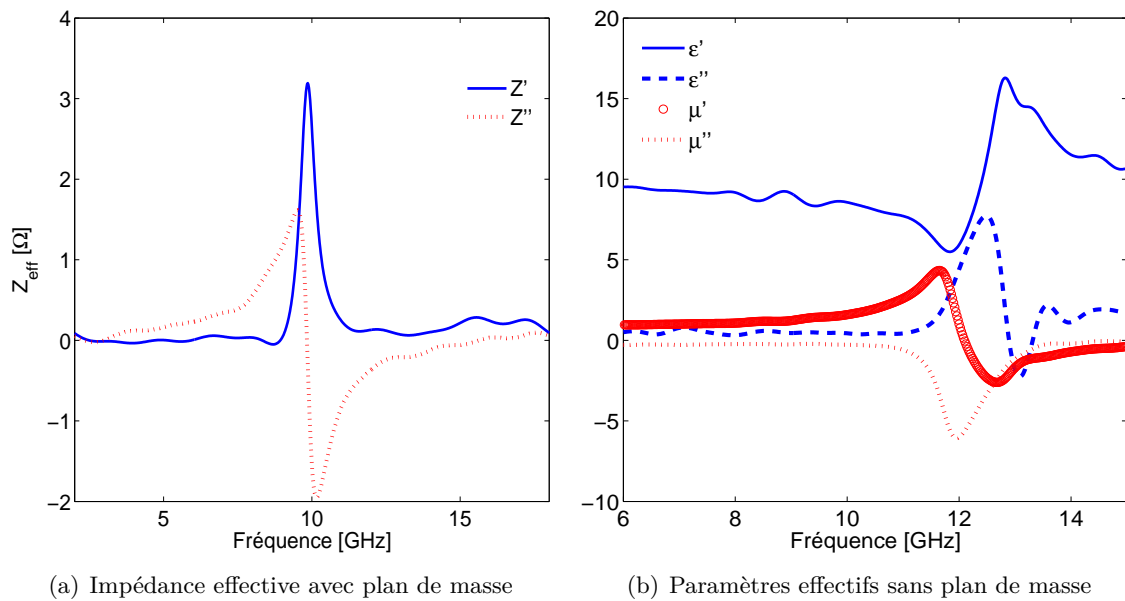 4
3
2
1
0
-1
-2
Z_eff [Ω]
5
10
15
Fréquence [GHz]
Z'
Z''
(a) Impédance effective avec plan de masse
20
15
10
5
0
-5
-10
6
8
10
12
14
Fréquence [GHz]
ε'
ε''
μ'
μ''
(b) Paramètres effectifs sans plan de masse